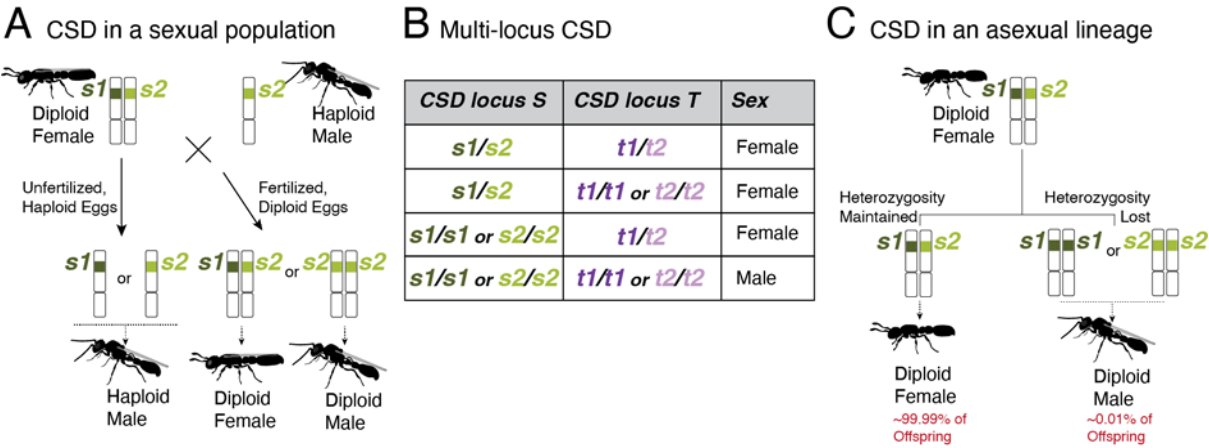 A CSD in a sexual population
s1 s2
Diploid
Female
s2
Haploid
Male
Unfertilized,
Haploid Eggs
Fertilized,
Diploid Eggs
s1 or s2 s1 s2 or s2 s2
Haploid
Male
Diploid
Female
Diploid
Male
B Multi-locus CSD
CSD locus S CSD locus T Sex
s1/s2 t1/t2 Female
s1/s2 t1/t1 or t2/t2 Female
s1/s1 or s2/s2 t1/t2 Female
s1/s1 or s2/s2 t1/t1 or t2/t2 Male
C CSD in an asexual lineage
Diploid
Female
s1 s2
Heterozygosity
Maintained
Heterozygosity
Lost
s1 s2 s1 s1 or s2 s2
Diploid
Female
~99.99% of
Offspring
Diploid
Male
~0.01% of
Offspring